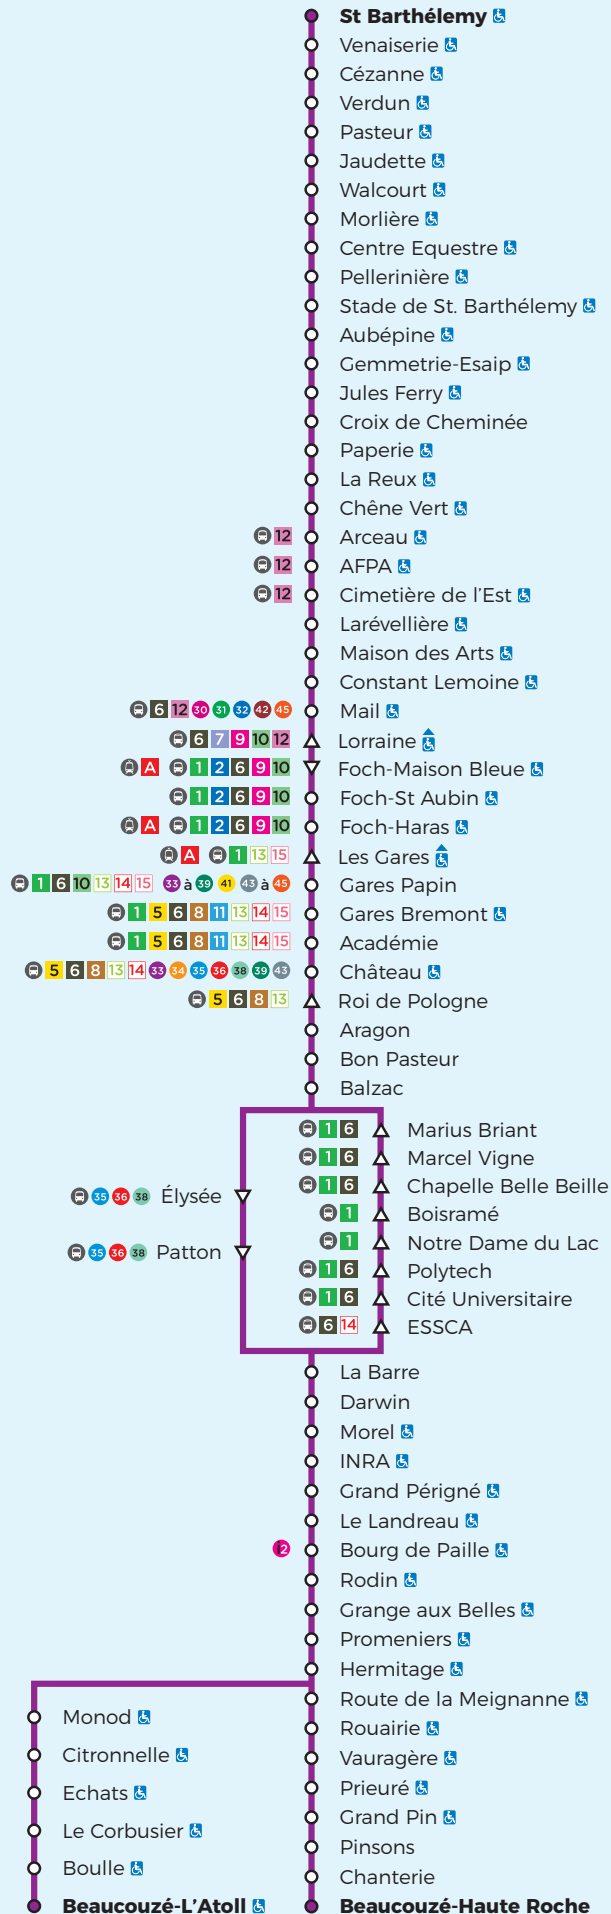 St Barthélemy
Venaiserie
Cézanne
Verdun
Pasteur
Jaudette
Walcourt
Morlière
Centre Equestre
Pellerinière
Stade de St. Barthélemy
Aubépine
Gemmetrie-Esaip
Jules Ferry
Croix de Cheminée
Paperie
La Reux
Chêne Vert
12 Arceau
12 AFPA
12 Cimetière de l'Est
Larévellière
Maison des Arts
Constant Lemoine
6 12 30 31 32 42 45 Mail
6 7 9 10 12 Lorraine
A 1 2 6 9 10 Foch-Maison Bleue
1 2 6 9 10 Foch-St Aubin
A 1 2 6 9 10 Foch-Haras
A 1 13 15 Les Gares
1 6 10 13 14 15 33 à 39 41 43 à 45 Gares Papin
1 5 6 8 11 13 14 15 Gares Bremont
1 5 6 8 11 13 14 15 Académie
5 6 8 13 14 33 34 35 36 38 39 43 Château
5 6 8 13 Roi de Pologne
Aragon
Bon Pasteur
Balzac
1 6 Marius Briant
1 6 Marcel Vigne
1 6 Chapelle Belle Beille
35 36 38 Élysée
1 Boisramé
1 Notre Dame du Lac
35 36 38 Patton
1 6 Polytech
1 6 Cité Universitaire
6 14 ESSCA
La Barre
Darwin
Morel
INRA
Grand Périgné
Le Landreau
i2 Bourg de Paille
Rodin
Grange aux Belles
Promeniers
Hermitage
Route de la Meignanne
Rouairie
Vauragère
Prieuré
Grand Pin
Pinsons
Chanterie
Beaucouzé-Haute Roche
Monod
Citronnelle
Echats
Le Corbusier
Boulle
Beaucouzé-L'Atoll